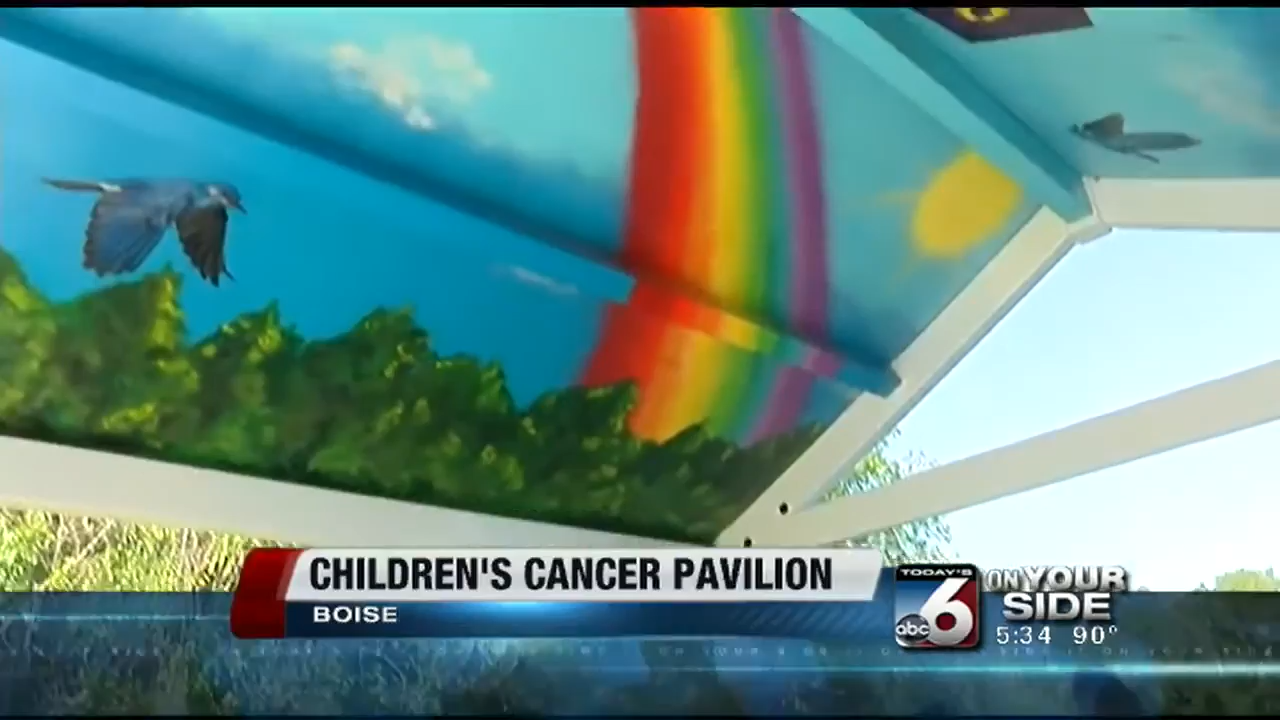 CHILDREN'S CANCER PAVILION
BOISE
TODAY'S
6
abc
ON YOUR
SIDE
5:34 90°